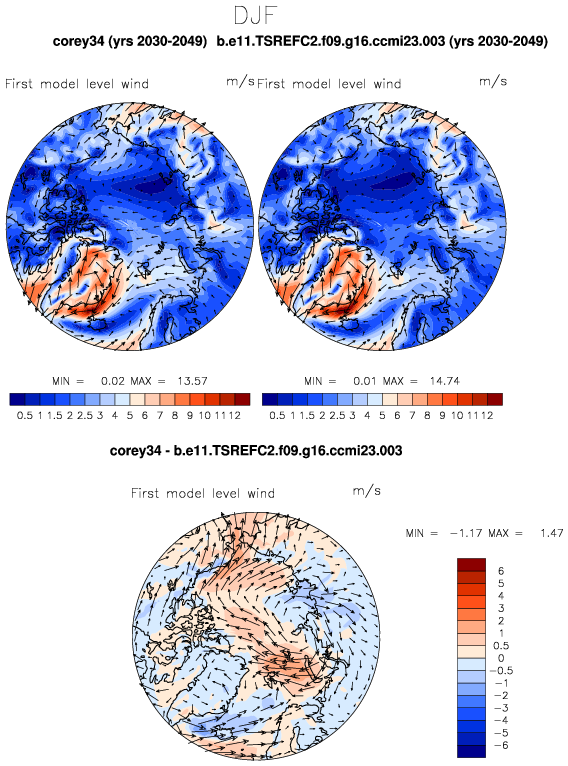 DJF
corey34 (yrs 2030-2049) b.e11.TSREFC2.f09.g16.ccmi23.003 (yrs 2030-2049)
First model level wind m/s First model level wind m/s
MIN = 0.02 MAX = 13.57 MIN = 0.01 MAX = 14.74
0.5 1 1.5 2 2.5 3 4 5 6 7 8 9 10 11 12 0.5 1 1.5 2 2.5 3 4 5 6 7 8 9 10 11 12
corey34 - b.e11.TSREFC2.f09.g16.ccmi23.003
First model level wind m/s
MIN = -1.17 MAX = 1.47
6
5
4
3
2
1
0.5
0
-0.5
-1
-2
-3
-4
-5
-6